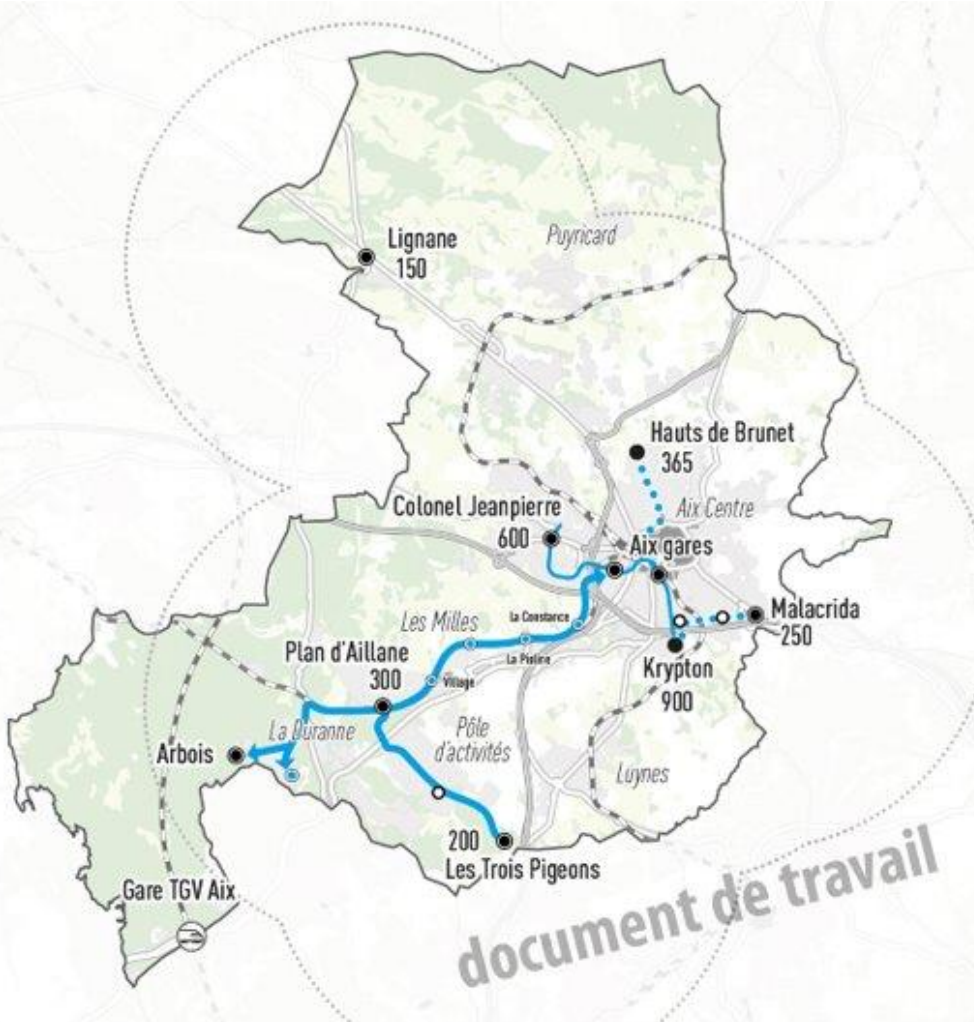 Lignane
150
Puyricard
Hauts de Brunet
365
Colonel Jeanpierre
600
Aix Centre
Aix gares
Malacrida
250
La Constance
Les Milles
La Pioline
Krypton
900
Plan d'Aillane
300
Village
La Duranne
Pôle
d'activités
Arbois
Luynes
200
Les Trois Pigeons
Gare TGV Aix
document de travail